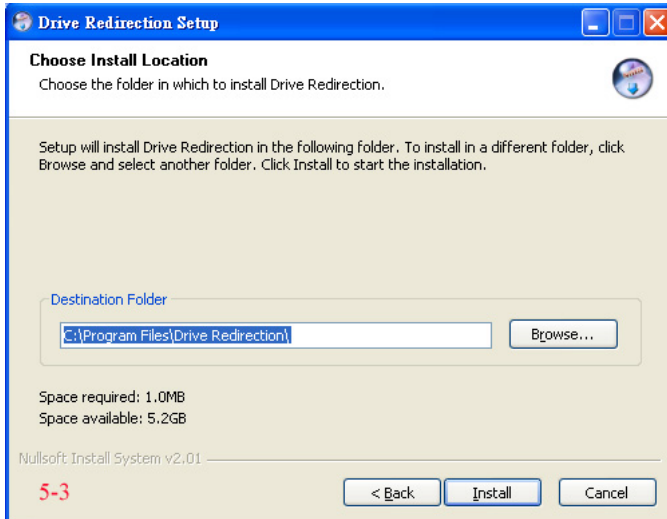 Drive Redirection Setup
Choose Install Location
Choose the folder in which to install Drive Redirection.
Setup will install Drive Redirection in the following folder. To install in a different folder, click
Browse and select another folder. Click Install to start the installation.
Destination Folder
C:\Program Files\Drive Redirection\
Browse...
Space required: 1.0MB
Space available: 5.2GB
Nullsoft Install System v2.01
5-3
< Back
Install
Cancel